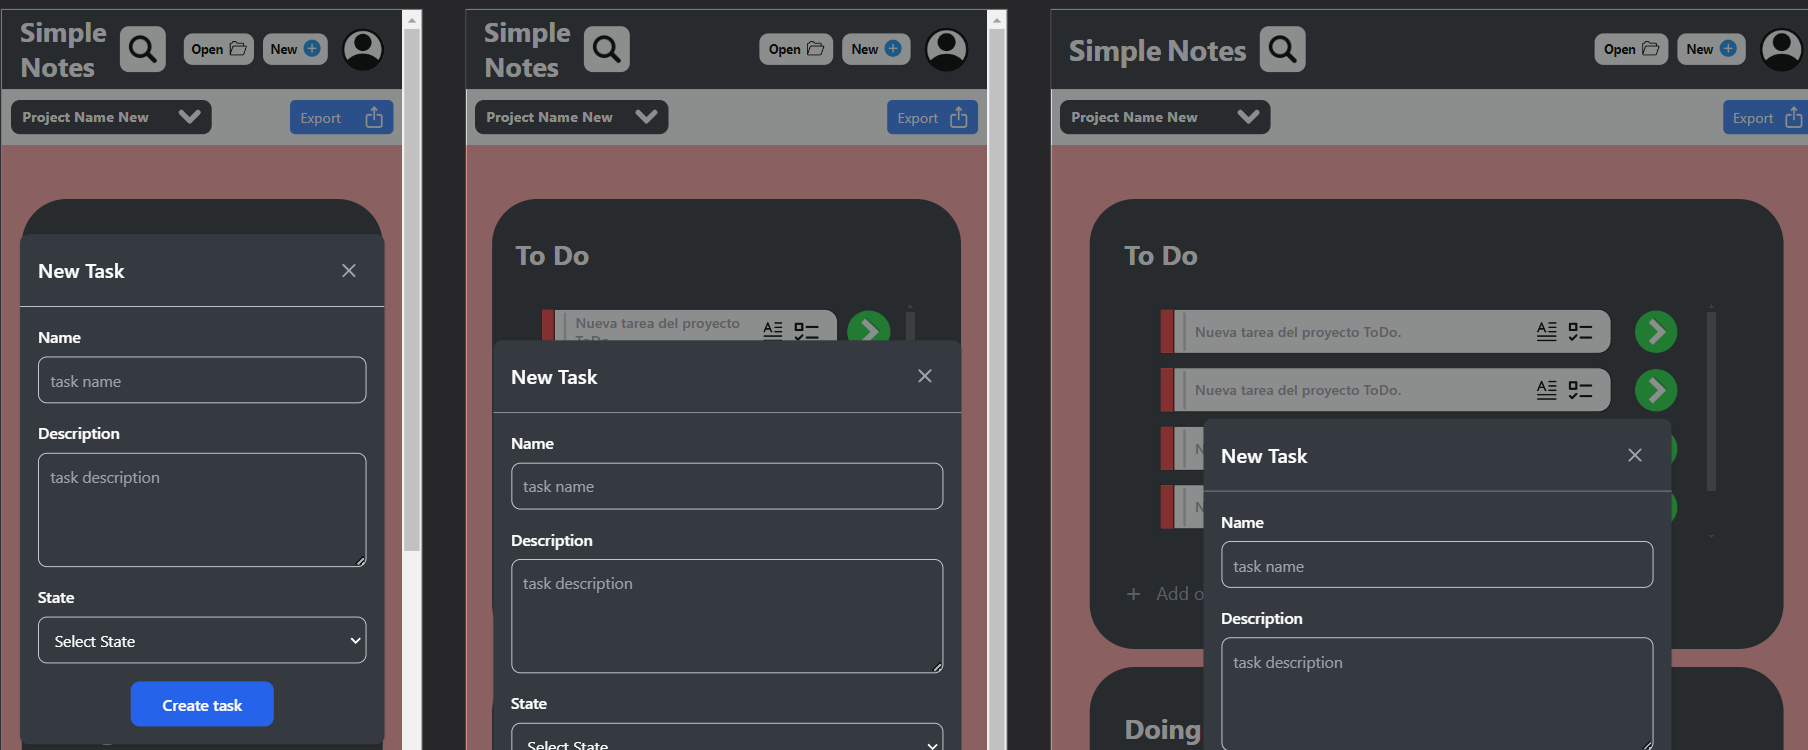 Simple
Notes
Open
New
Project Name New
Export
New Task
Name
task name
Description
task description
State
Select State
Create task
Simple
Notes
Open
New
Project Name New
Export
To Do
Nueva tarea del proyecto
ToDo.
New Task
Name
task name
Description
task description
State
Select State
Simple Notes
Open
New
Project Name New
Export
To Do
Nueva tarea del proyecto ToDo.
Nueva tarea del proyecto ToDo.
N
N
+ Add o
New Task
Name
task name
Description
task description
Doing